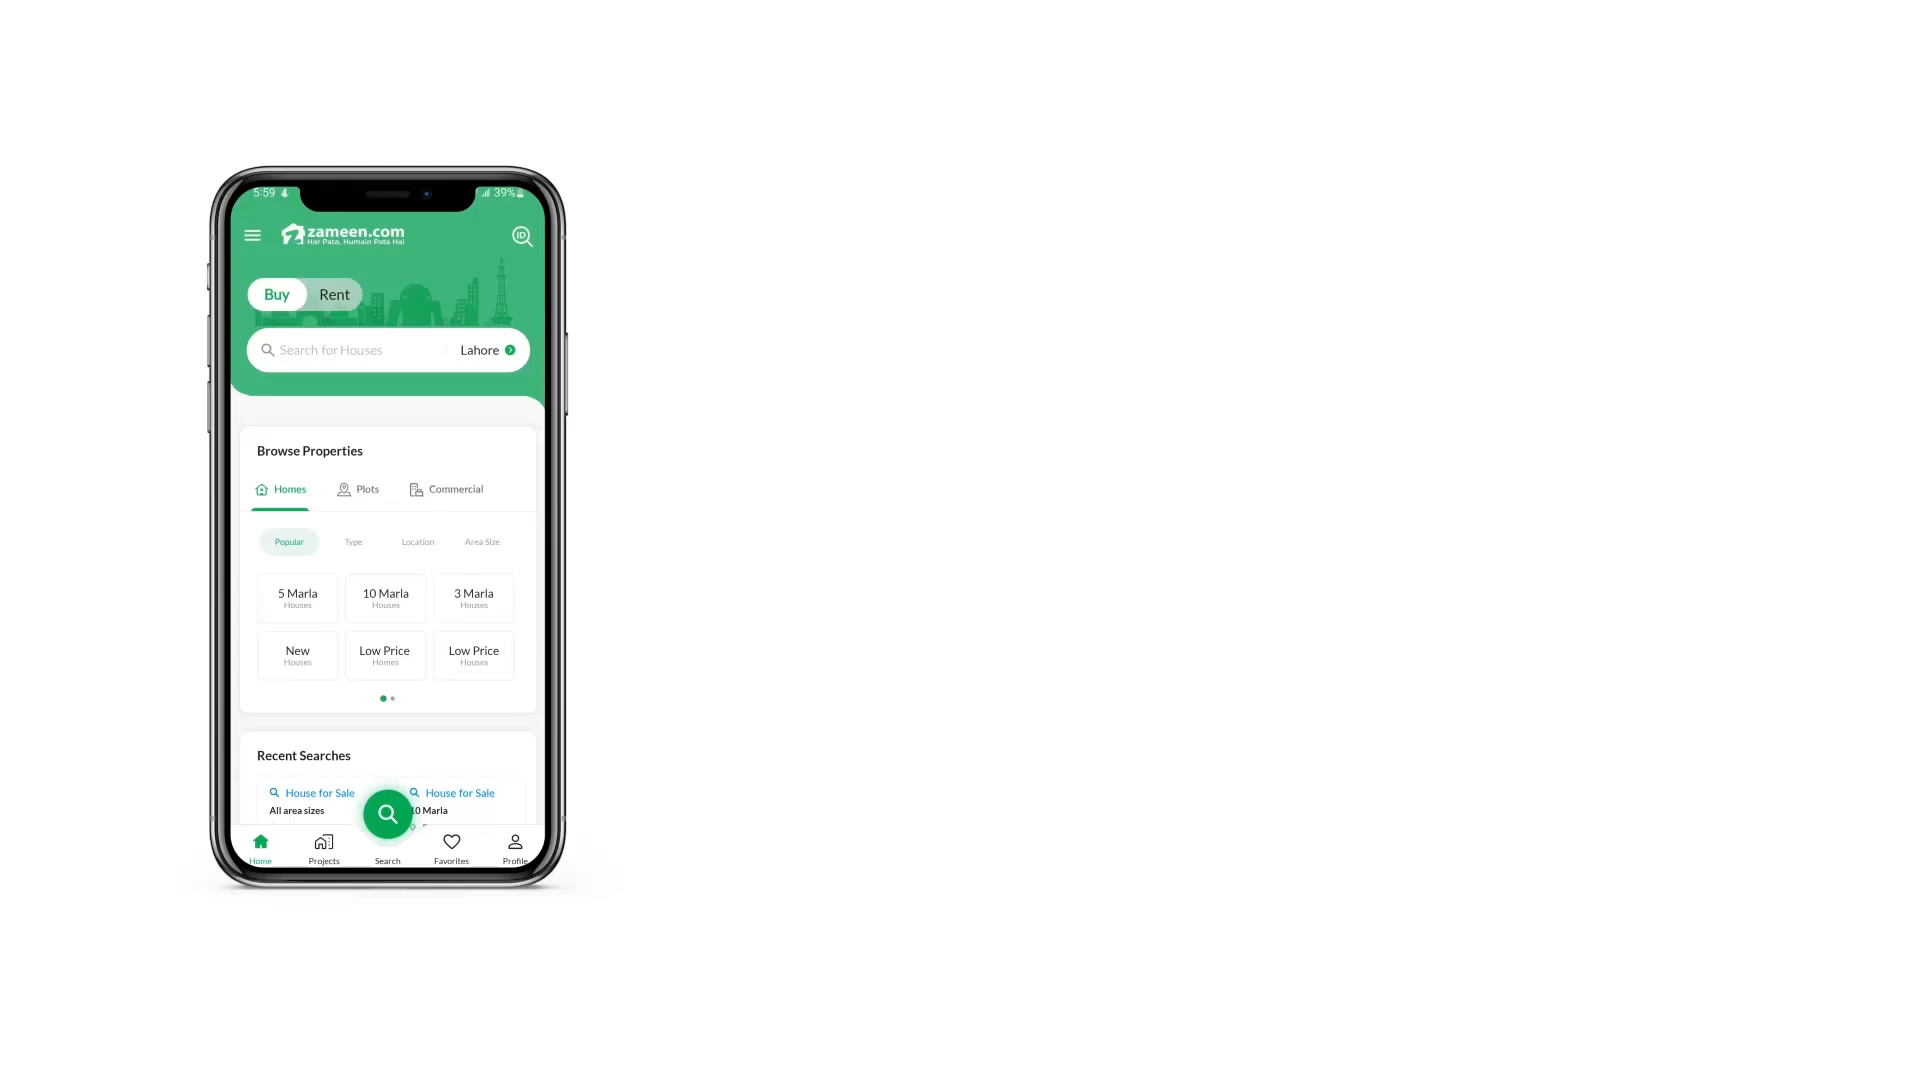 5:59
39%
zameen.com
Har Pata, Humain Pata Hai
ID
Buy Rent
Search for Houses Lahore
Browse Properties
Homes Plots Commercial
Popular Type Location Area Size
5 Marla 10 Marla 3 Marla
Houses Houses Houses
New Low Price Low Price
Houses Homes Houses
Recent Searches
House for Sale House for Sale
All area sizes 10 Marla
Home Projects Search Favorites Profile